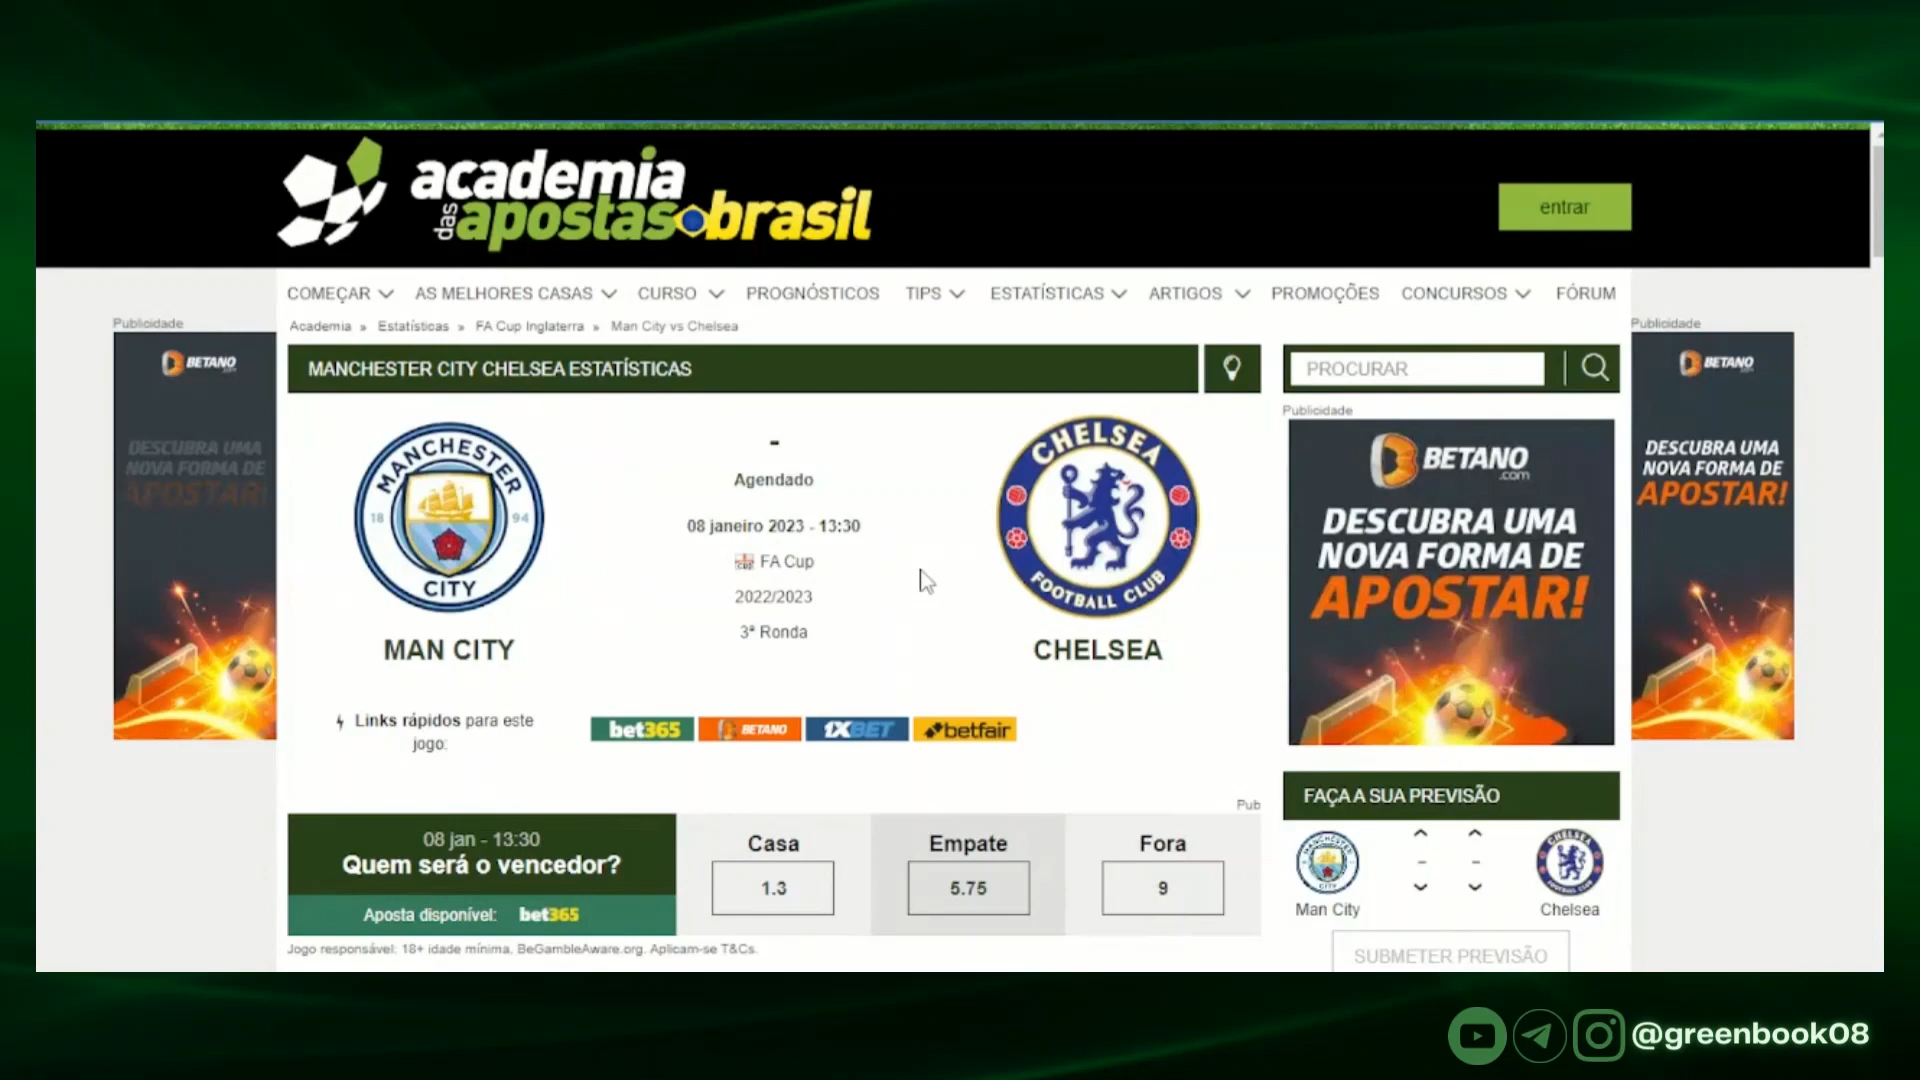 academia
das apostas brasil
entrar
COMEÇAR AS MELHORES CASAS CURSO PROGNÓSTICOS TIPS ESTATÍSTICAS ARTIGOS PROMOÇÕES CONCURSOS FÓRUM
Academia » Estatísticas » FA Cup Inglaterra » Man City vs Chelsea
Publicidade
BETANO
.com
DESCUBRA UMA
NOVA FORMA DE
APOSTAR!
MANCHESTER CITY CHELSEA ESTATÍSTICAS
PROCURAR
MANCHESTER
18 94
CITY
-
Agendado
08 janeiro 2023 - 13:30
FA Cup
2022/2023
3ª Ronda
CHELSEA
FOOTBALL CLUB
MAN CITY
CHELSEA
Links rápidos para este
jogo:
bet365
BETANO
1XBET
betfair
Pub
08 jan - 13:30
Quem será o vencedor?
Aposta disponível: bet365
Casa
1.3
Empate
5.75
Fora
9
Jogo responsável: 18+ idade mínima, BeGambleAware.org. Aplicam-se T&Cs.
Publicidade
BETANO
.com
DESCUBRA UMA
NOVA FORMA DE
APOSTAR!
FAÇA A SUA PREVISÃO
- -
Man City
Chelsea
SUBMETER PREVISÃO
Publicidade
BETANO
.com
DESCUBRA UMA
NOVA FORMA DE
APOSTAR!
@greenbook08